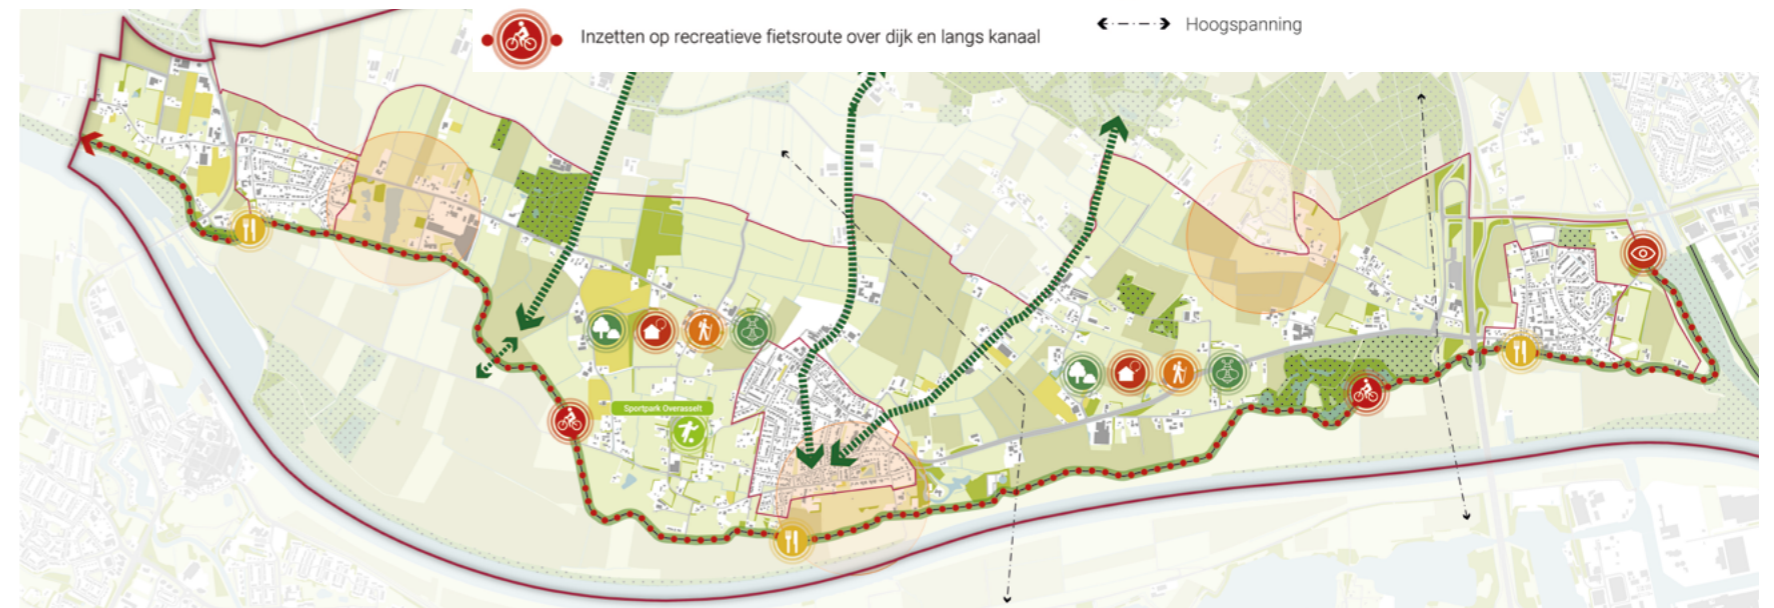 Inzetten op recreatieve fietsroute over dijk en langs kanaal
Hoogspanning
Sportpark Overasselt